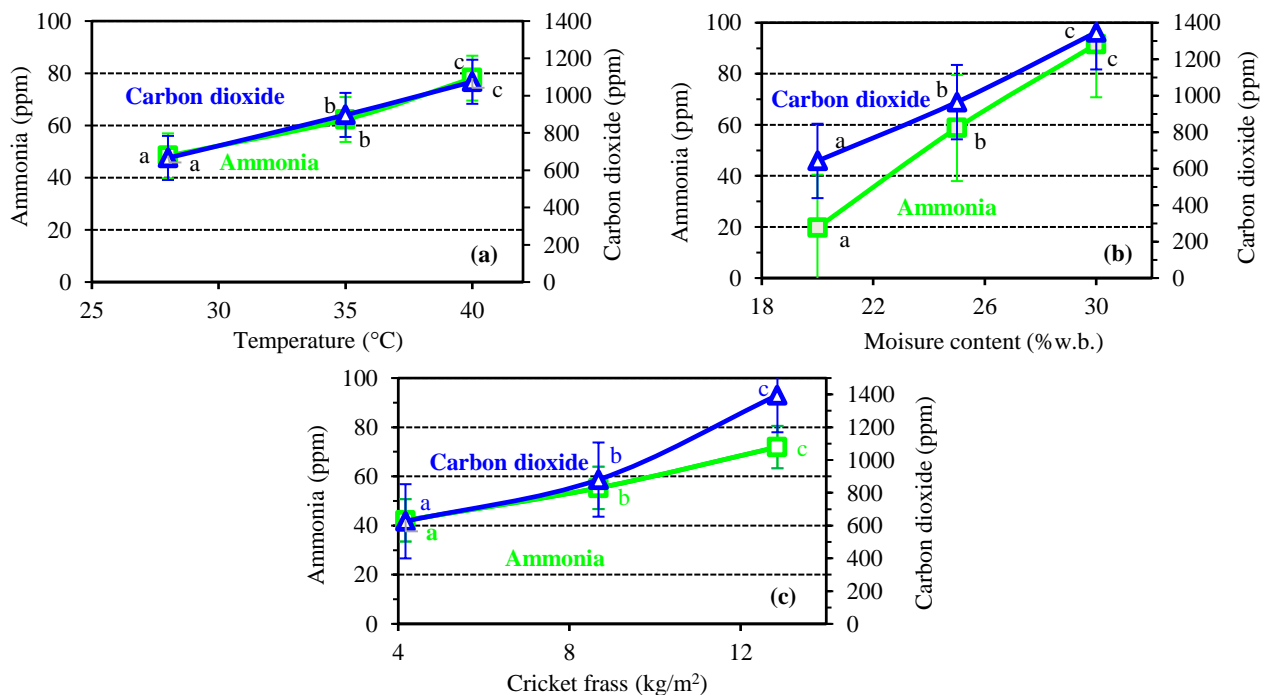 Ammonia (ppm)
100
80
60
40
20
0
Carbon dioxide
Ammonia
a
a
b
b
c
c
(a)
1400
1200
1000
800
600
400
200
0
Carbon dioxide (ppm)
25
30
35
40
Temperature (°C)
Ammonia (ppm)
100
80
60
40
20
0
Carbon dioxide
Ammonia
a
a
b
b
c
c
(b)
1400
1200
1000
800
600
400
200
0
Carbon dioxide (ppm)
18
22
26
30
Moisure content (%w.b.)
Ammonia (ppm)
100
80
60
40
20
0
Carbon dioxide
Ammonia
a
a
b
b
c
c
(c)
1400
1200
1000
800
600
400
200
0
Carbon dioxide (ppm)
4
8
12
Cricket frass (kg/m²)